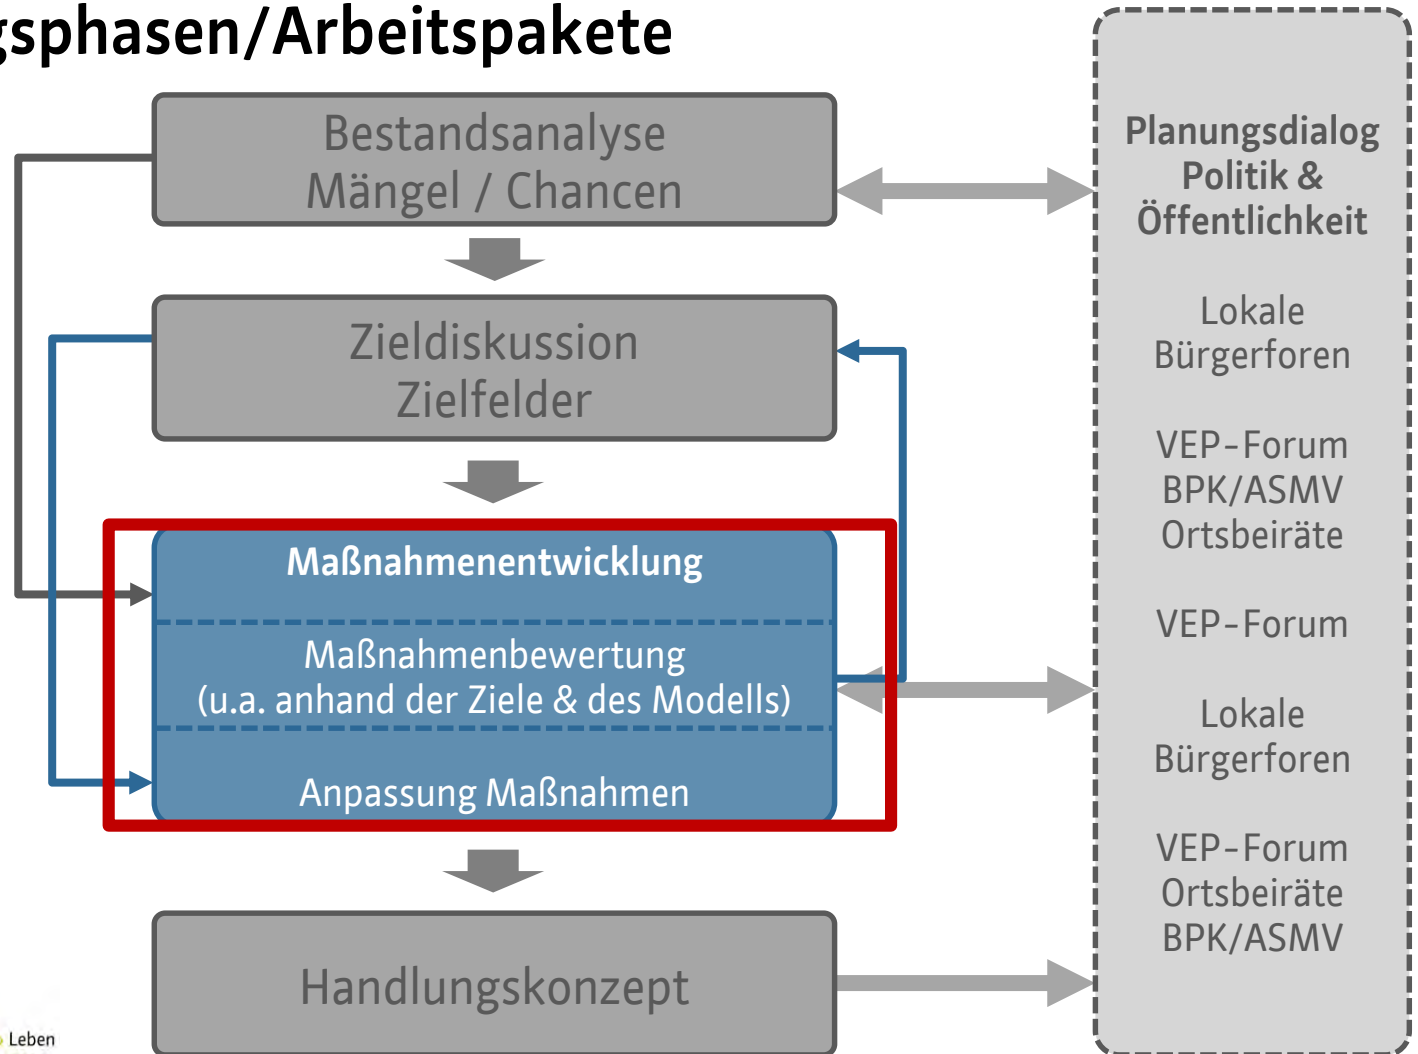 gsphasen/Arbeitspakete
Bestandsanalyse
Mängel / Chancen
Zieldiskussion
Zielfelder
Maßnahmenentwicklung
Maßnahmenbewertung
(u.a. anhand der Ziele & des Modells)
Anpassung Maßnahmen
Handlungskonzept
Planungsdialog
Politik &
Öffentlichkeit
Lokale
Bürgerforen
VEP-Forum
BPK/ASMV
Ortsbeiräte
VEP-Forum
Lokale
Bürgerforen
VEP-Forum
Ortsbeiräte
BPK/ASMV
Leben